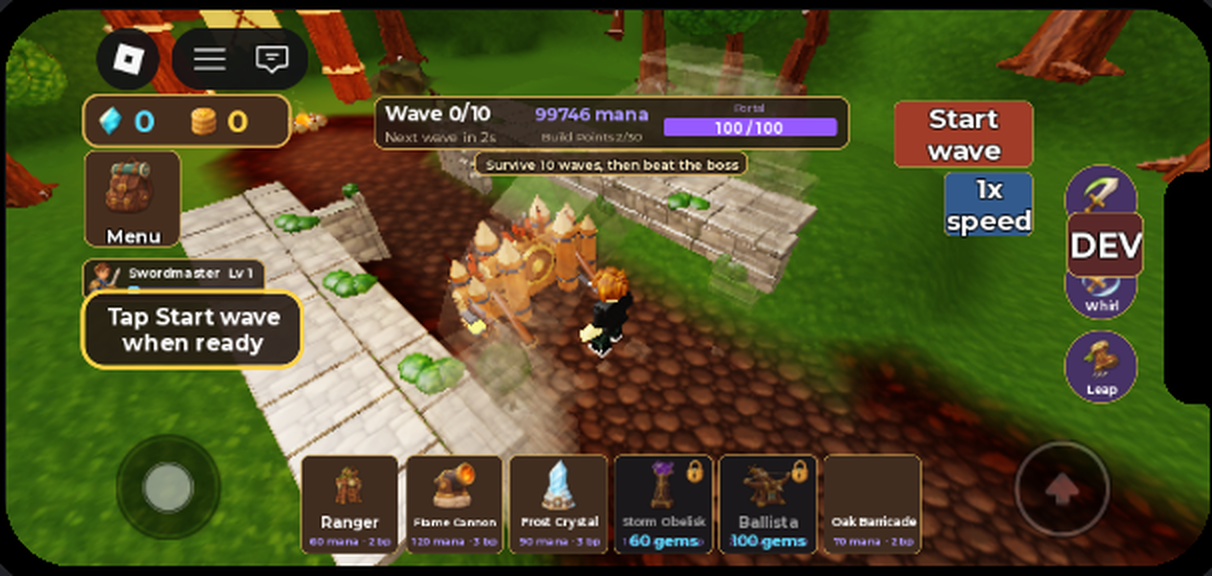 0 0
Wave 0/10
99746 mana
Portal
Next wave in 2s
Build Points 2/30
100/100
Survive 10 waves, then beat the boss
Start
wave
1x
speed
Menu
DEV
Swordmaster Lv 1
Tap Start wave
when ready
Whirl
Leap
Ranger
60 mana · 2 bp
Flame Cannon
120 mana · 3 bp
Frost Crystal
90 mana · 3 bp
Storm Obelisk
60 gems
Ballista
100 gems
Oak Barricade
70 mana · 2 bp